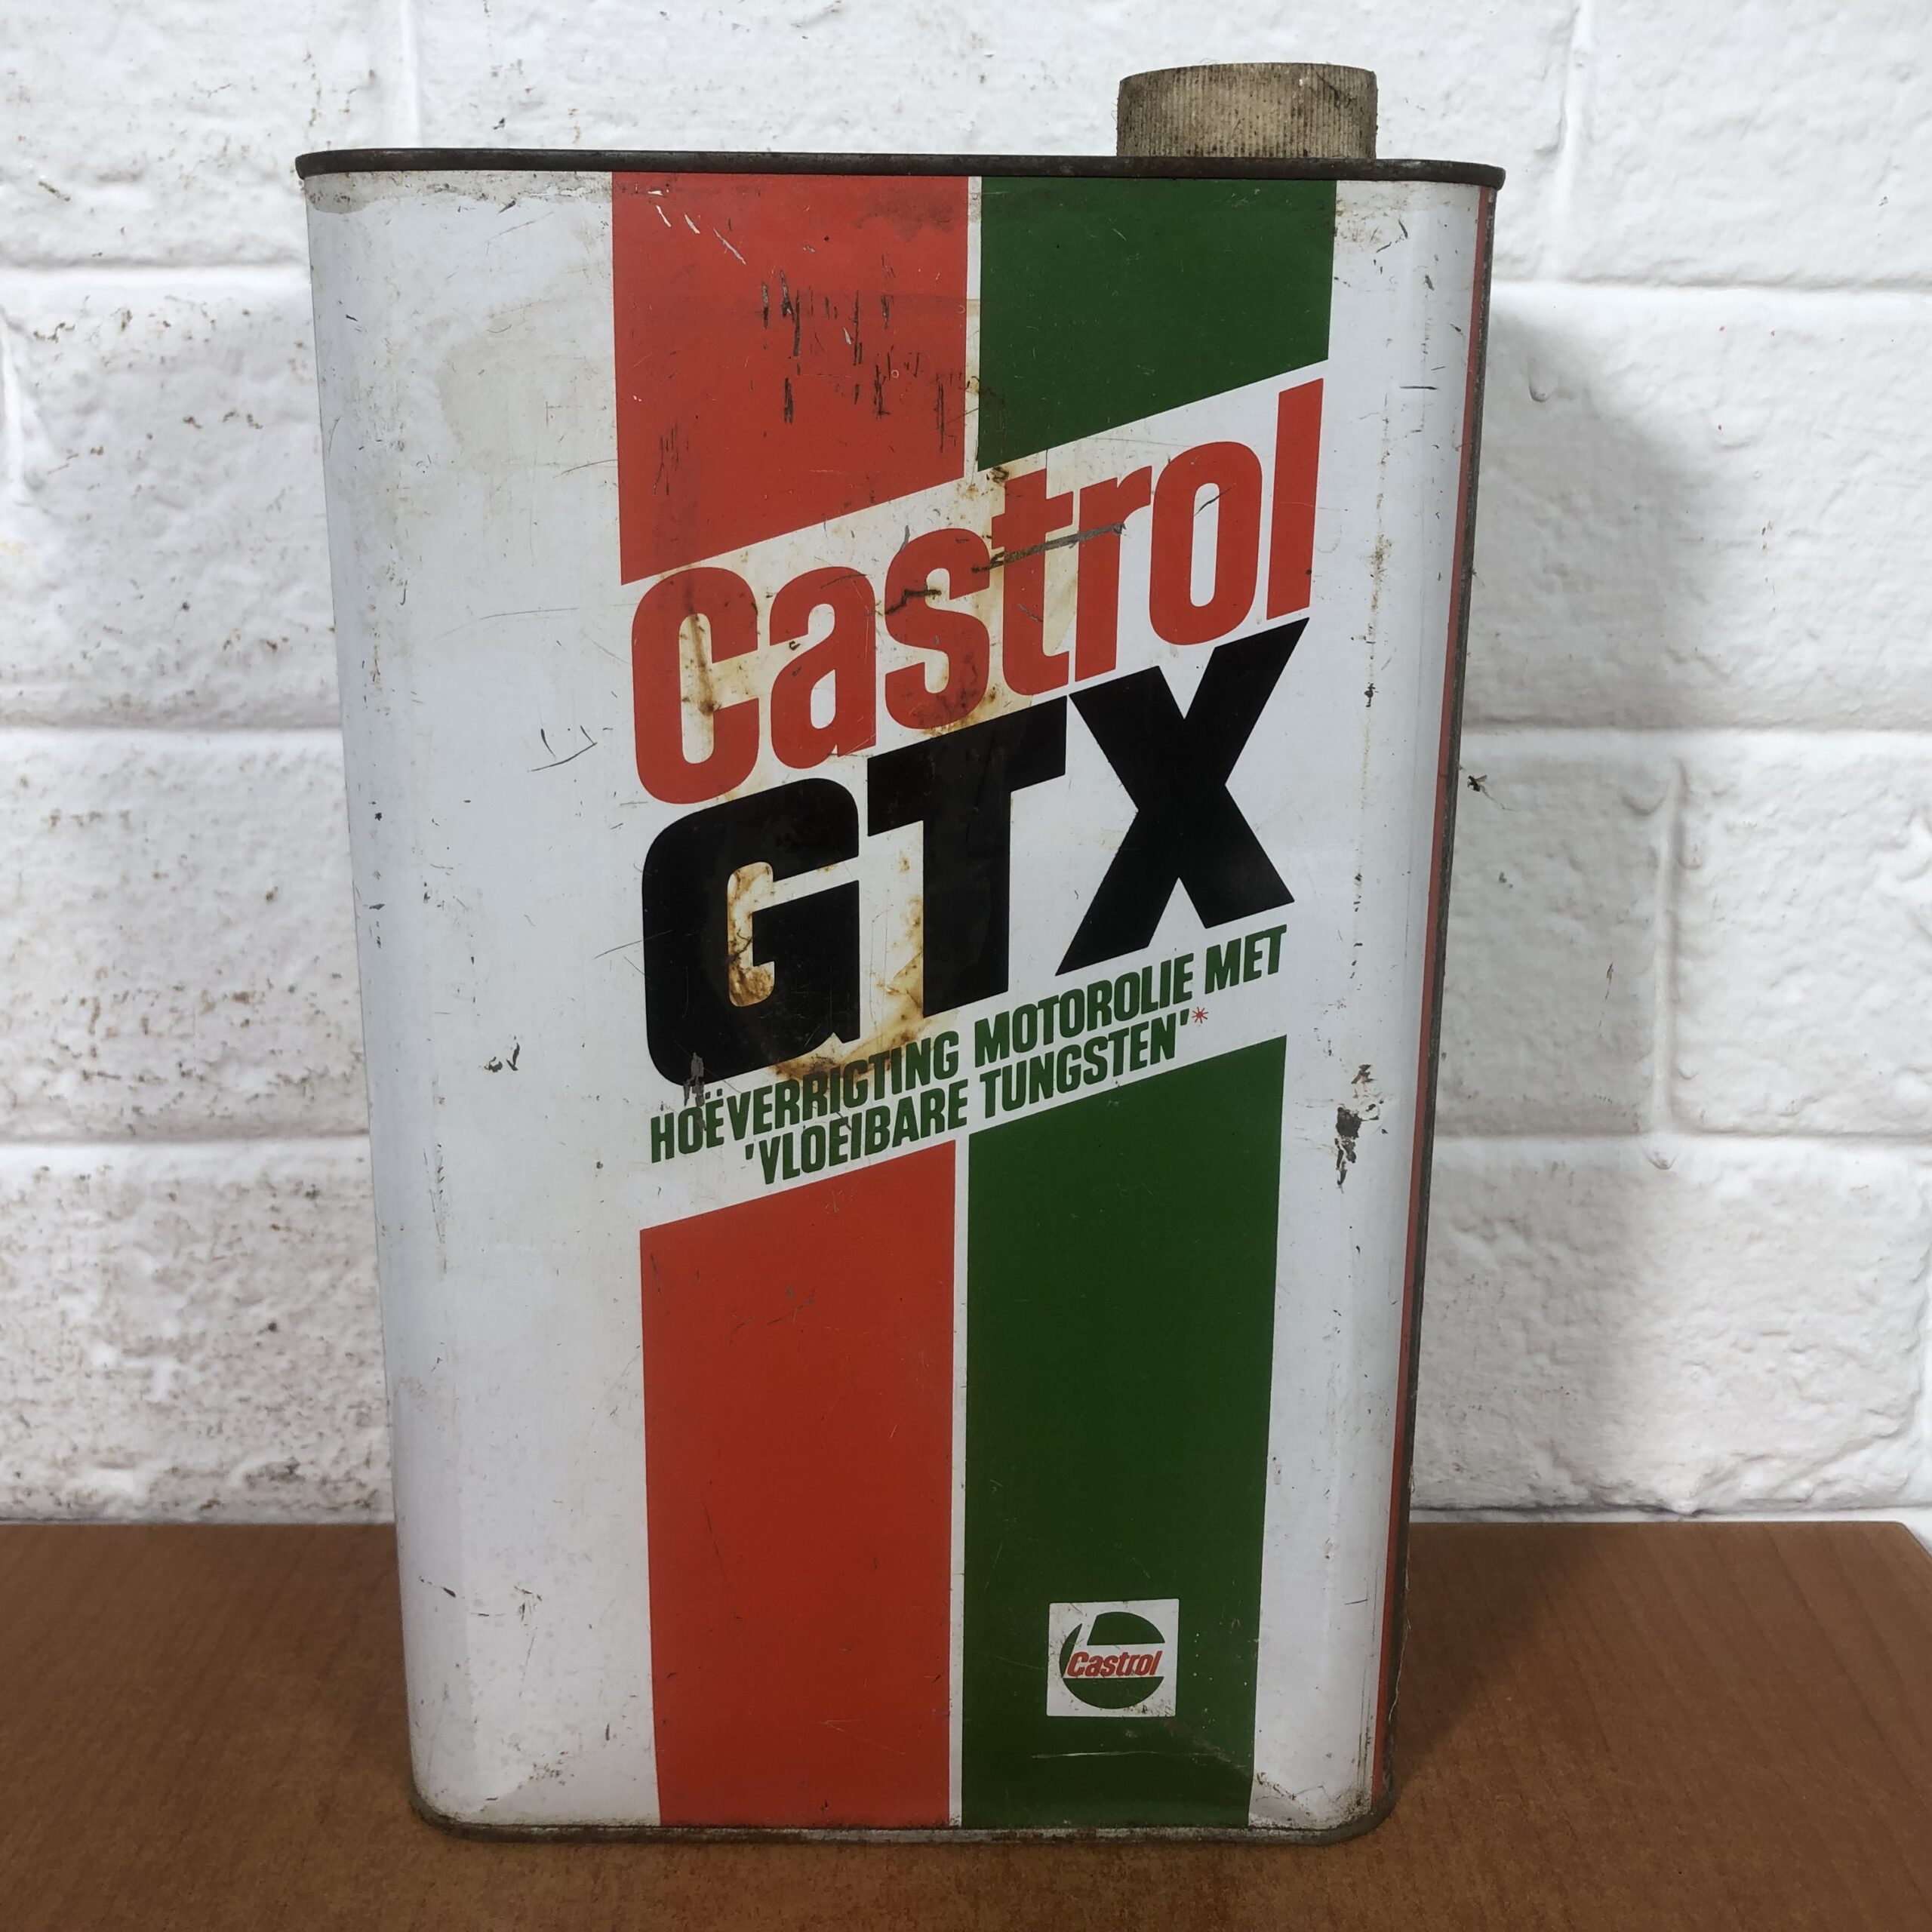 Castrol
GTX
HOËVERRIGTING MOTOROLIE MET
'VLOEIBARE TUNGSTEN'*
Castrol